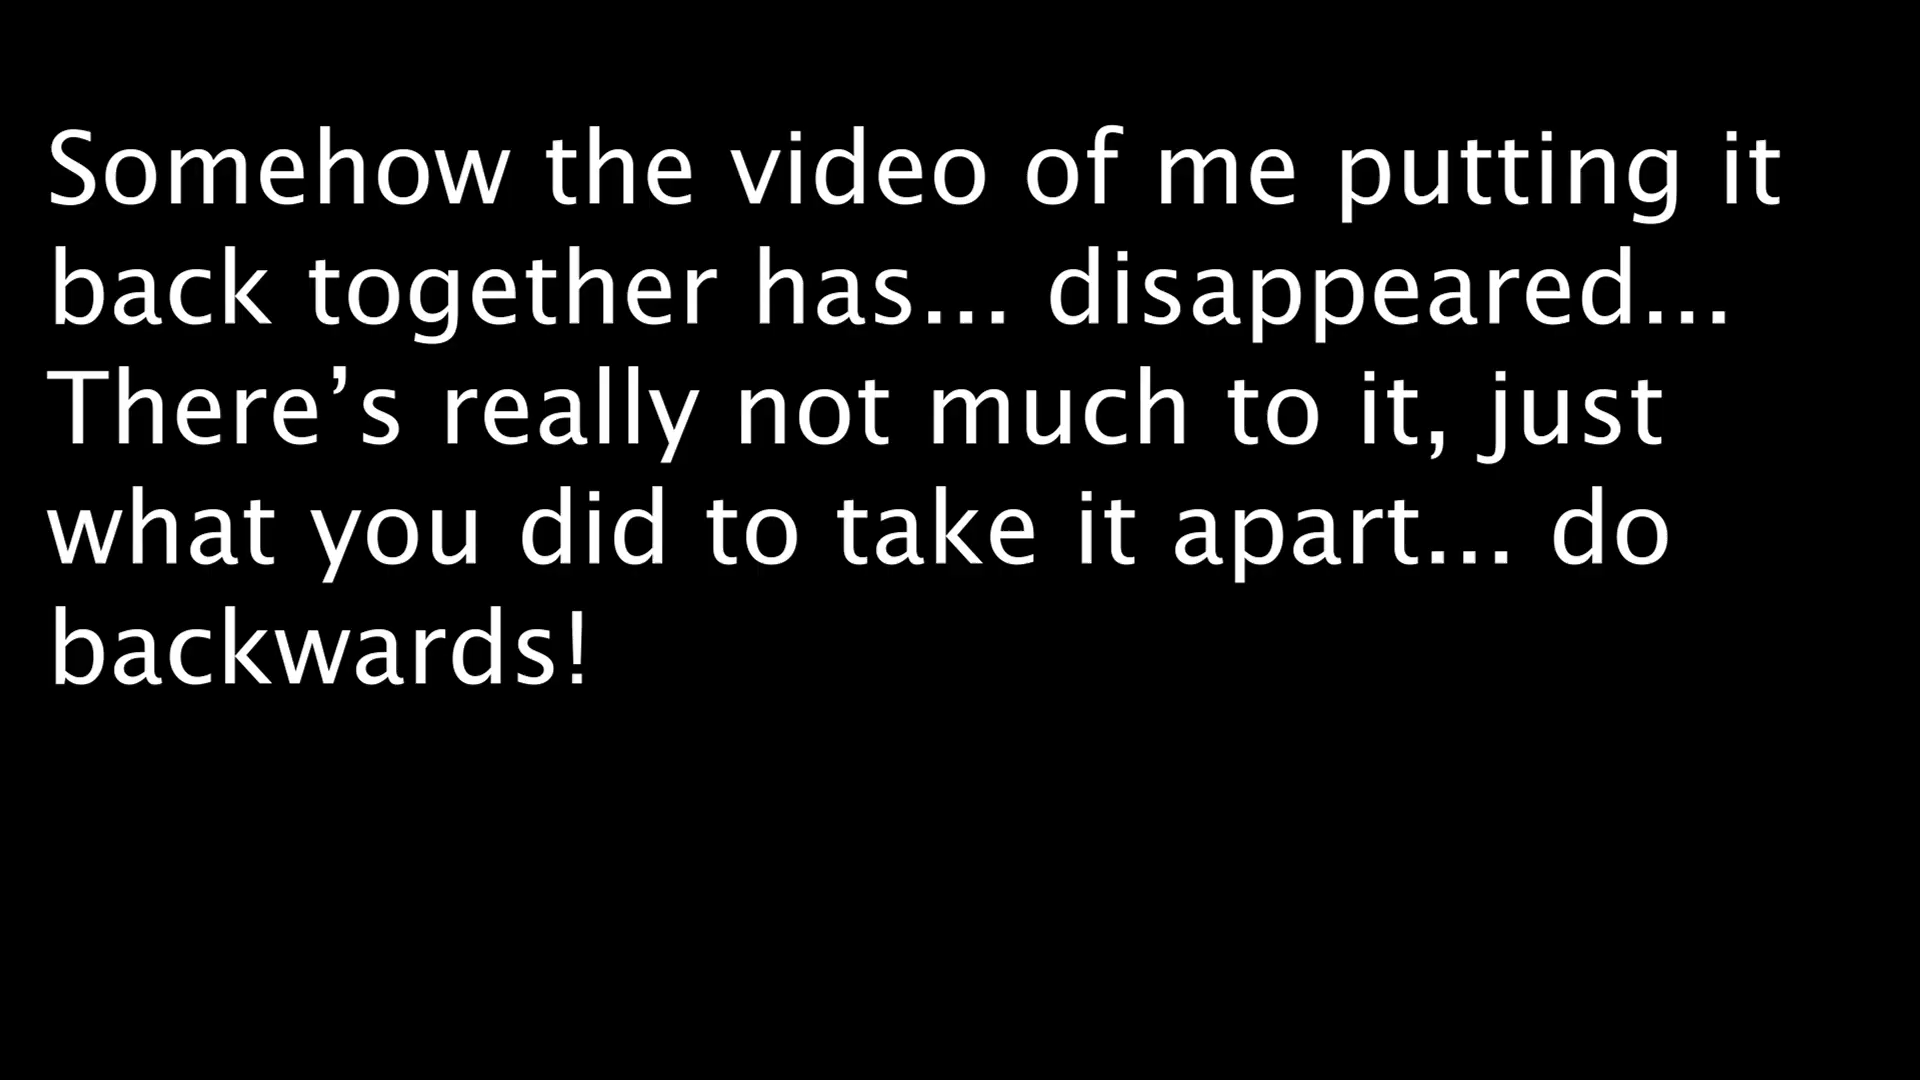 Somehow the video of me putting it
back together has... disappeared...
There’s really not much to it, just
what you did to take it apart... do
backwards!